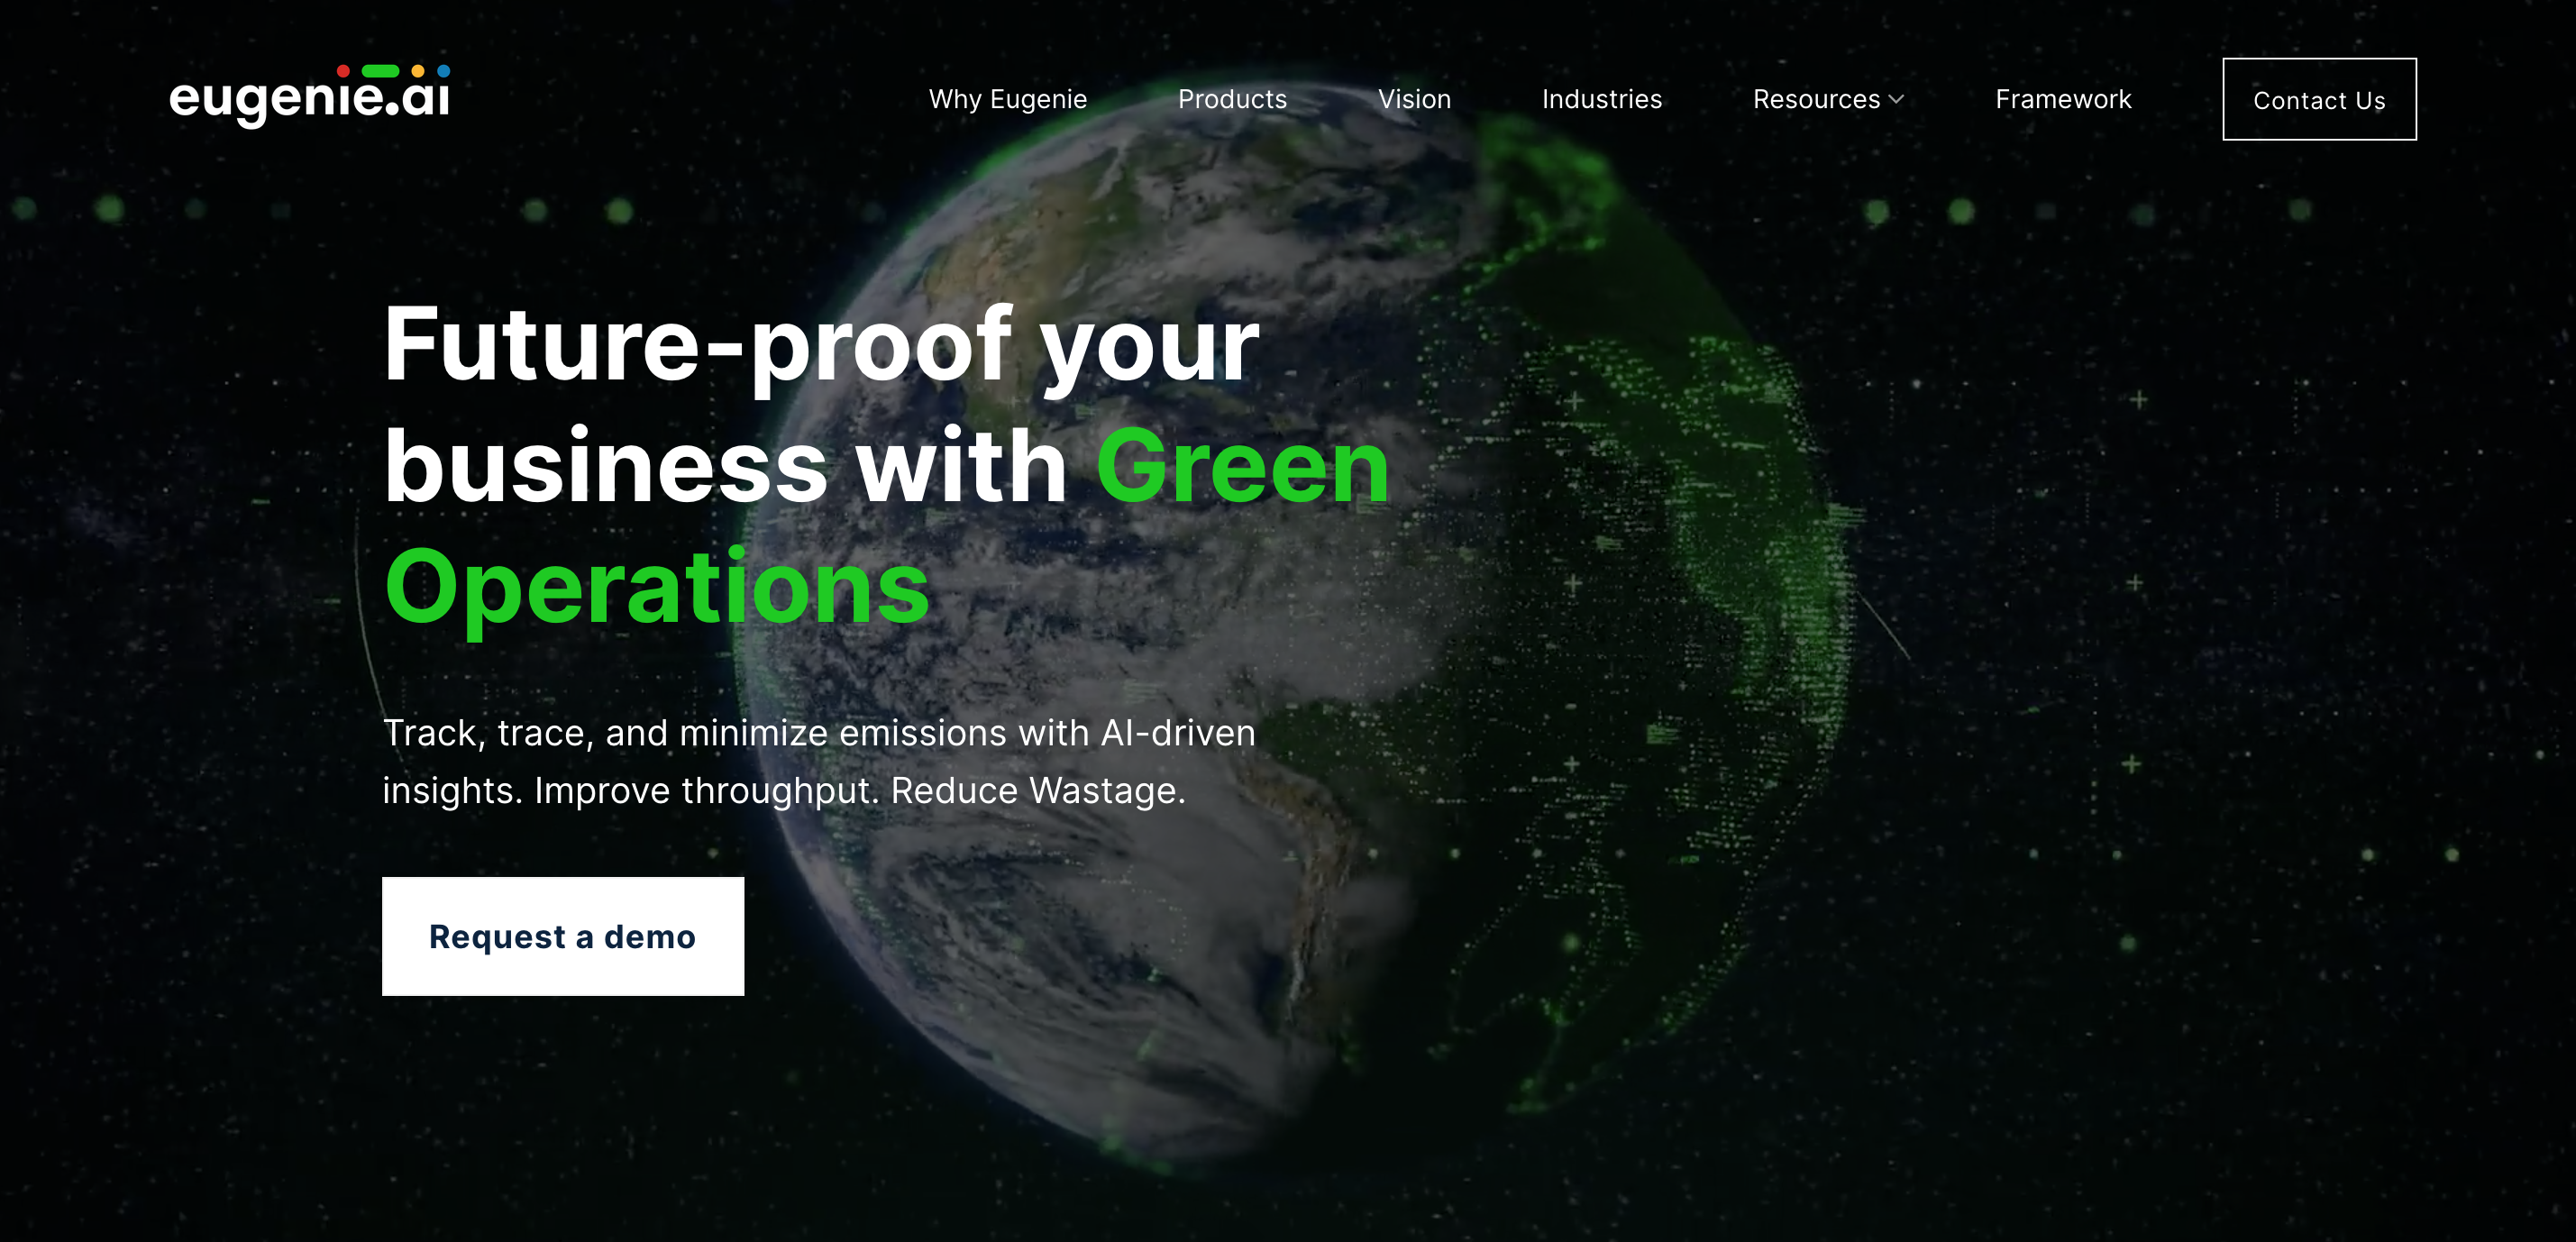 eugenie.ai
Why Eugenie
Products
Vision
Industries
Resources
Framework
Contact Us
Future-proof your
business with Green
Operations
Track, trace, and minimize emissions with AI-driven
insights. Improve throughput. Reduce Wastage.
Request a demo